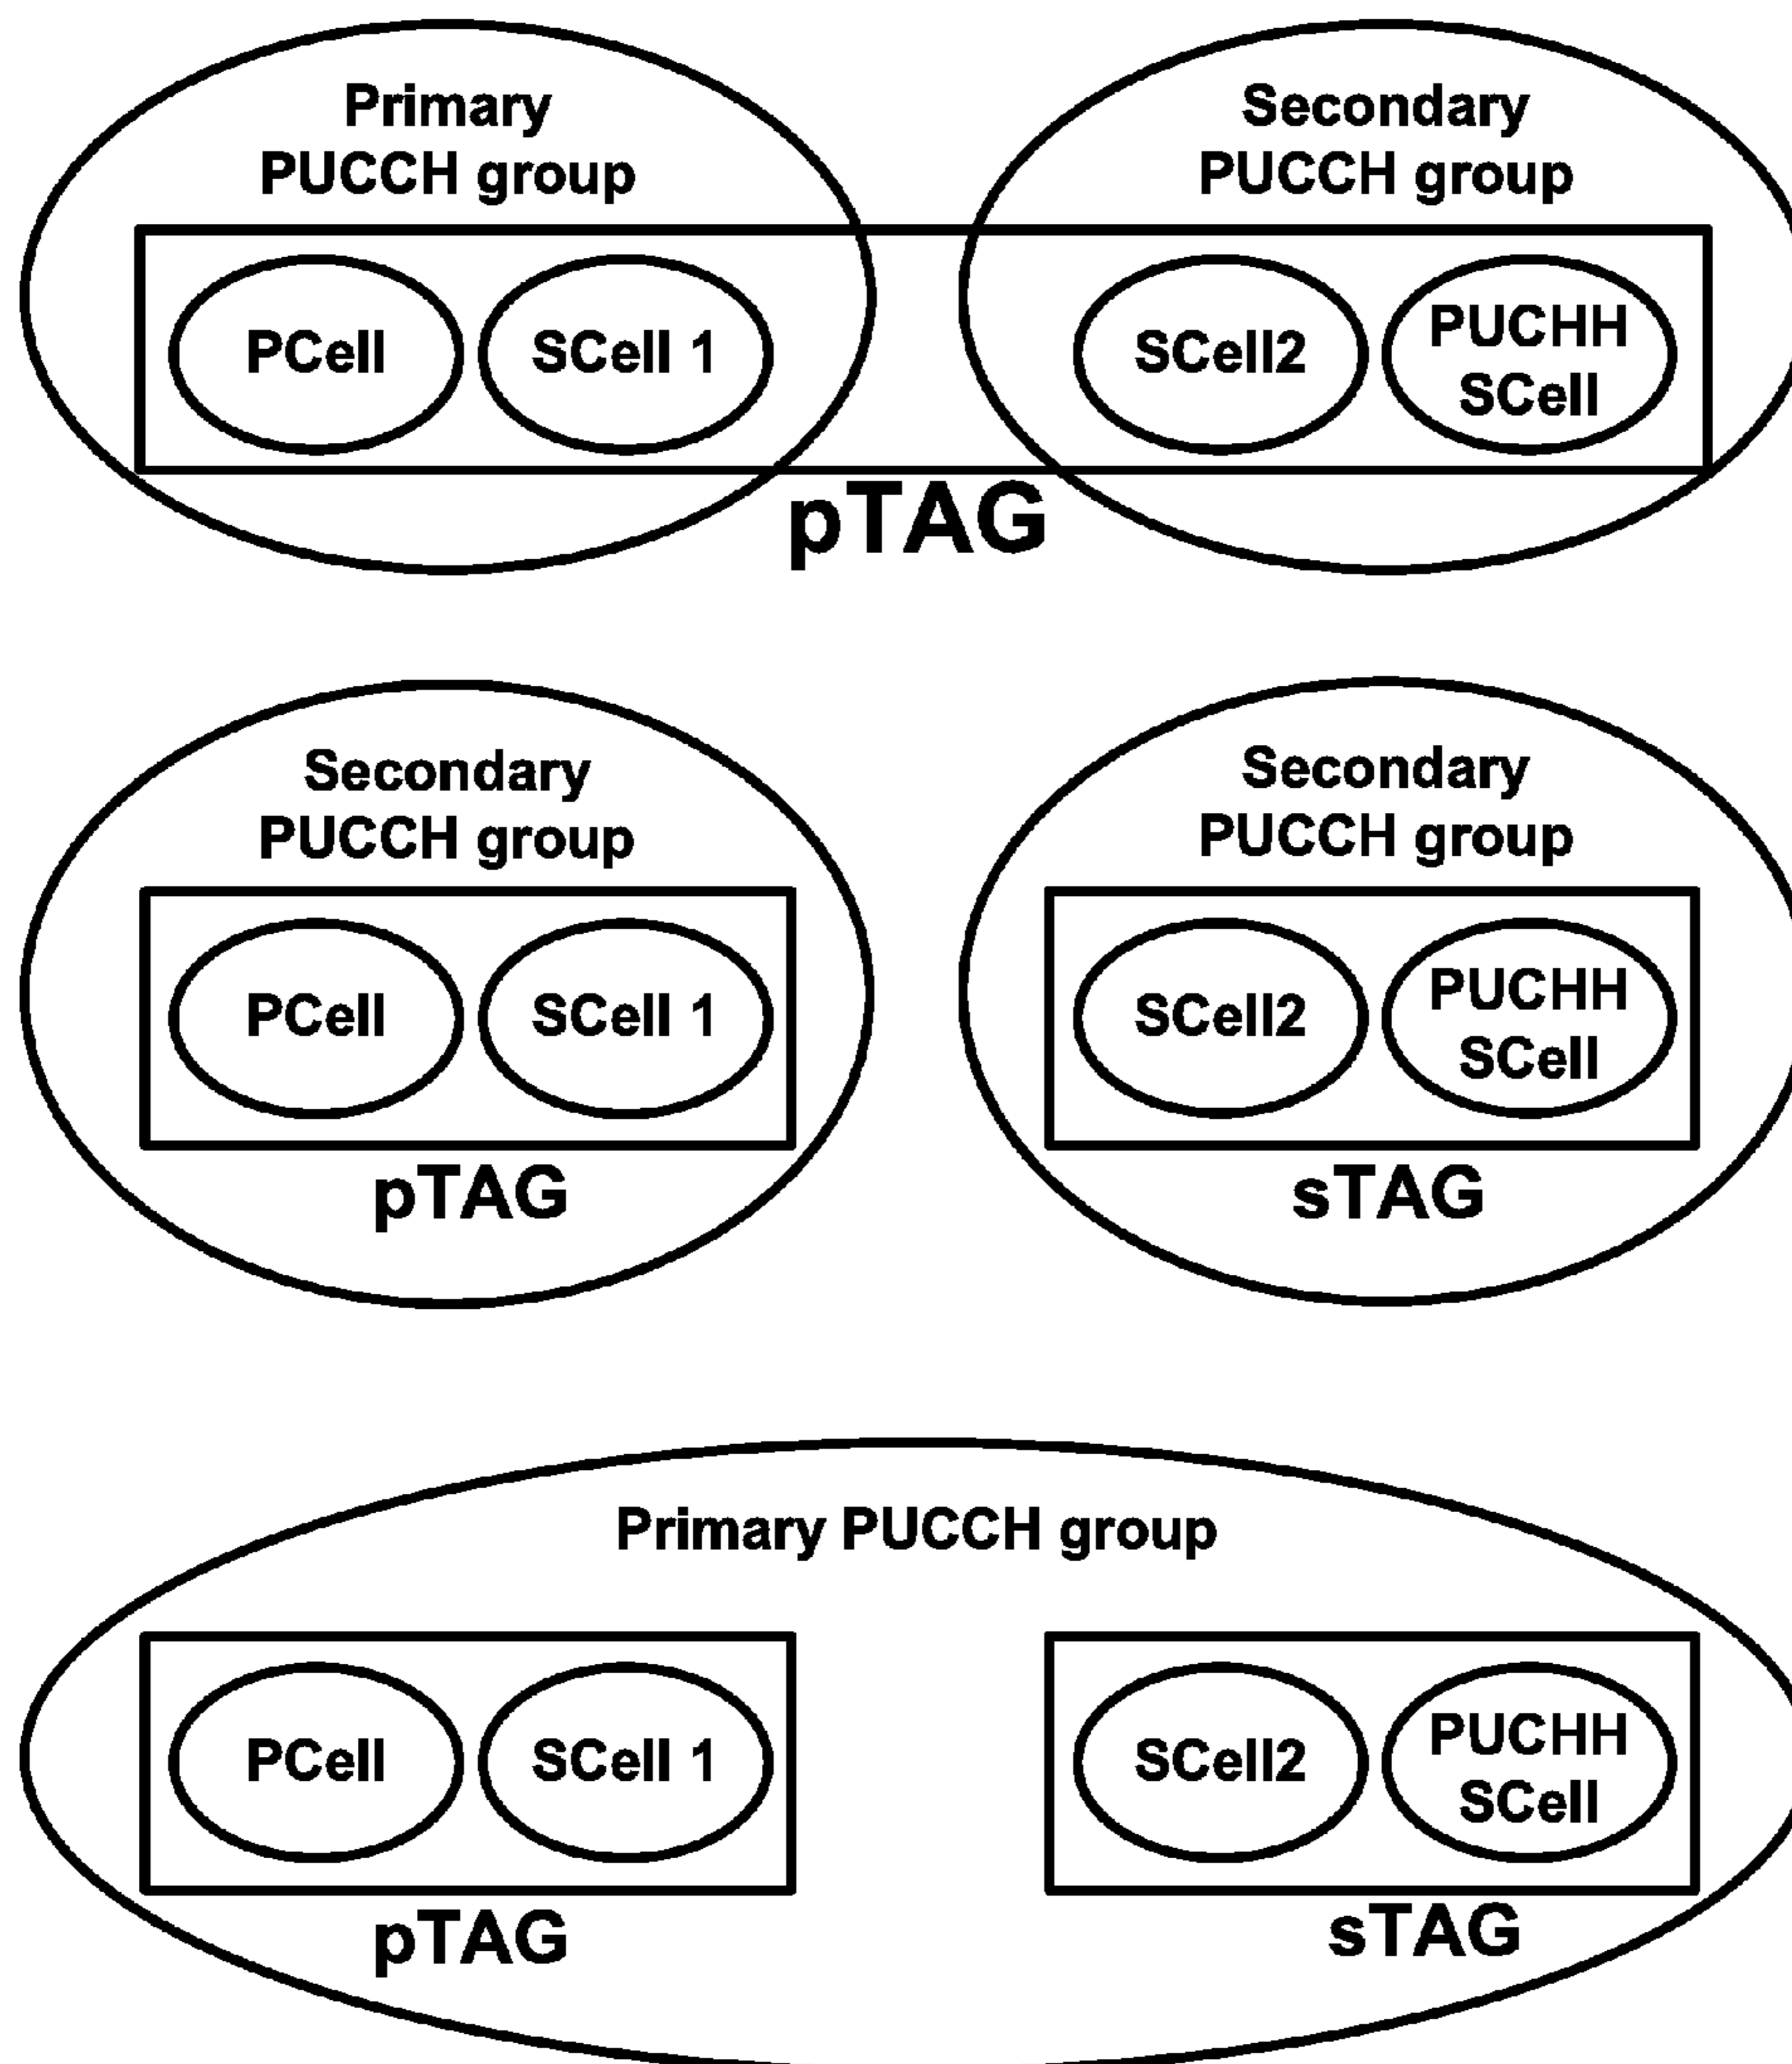 Primary
PUCCH group
Secondary
PUCCH group
PCell
SCell 1
SCell2
PUCHH
SCell
pTAG
Secondary
PUCCH group
Secondary
PUCCH group
PCell
SCell 1
SCell2
PUCHH
SCell
pTAG
sTAG
Primary PUCCH group
PCell
SCell 1
SCell2
PUCHH
SCell
pTAG
sTAG